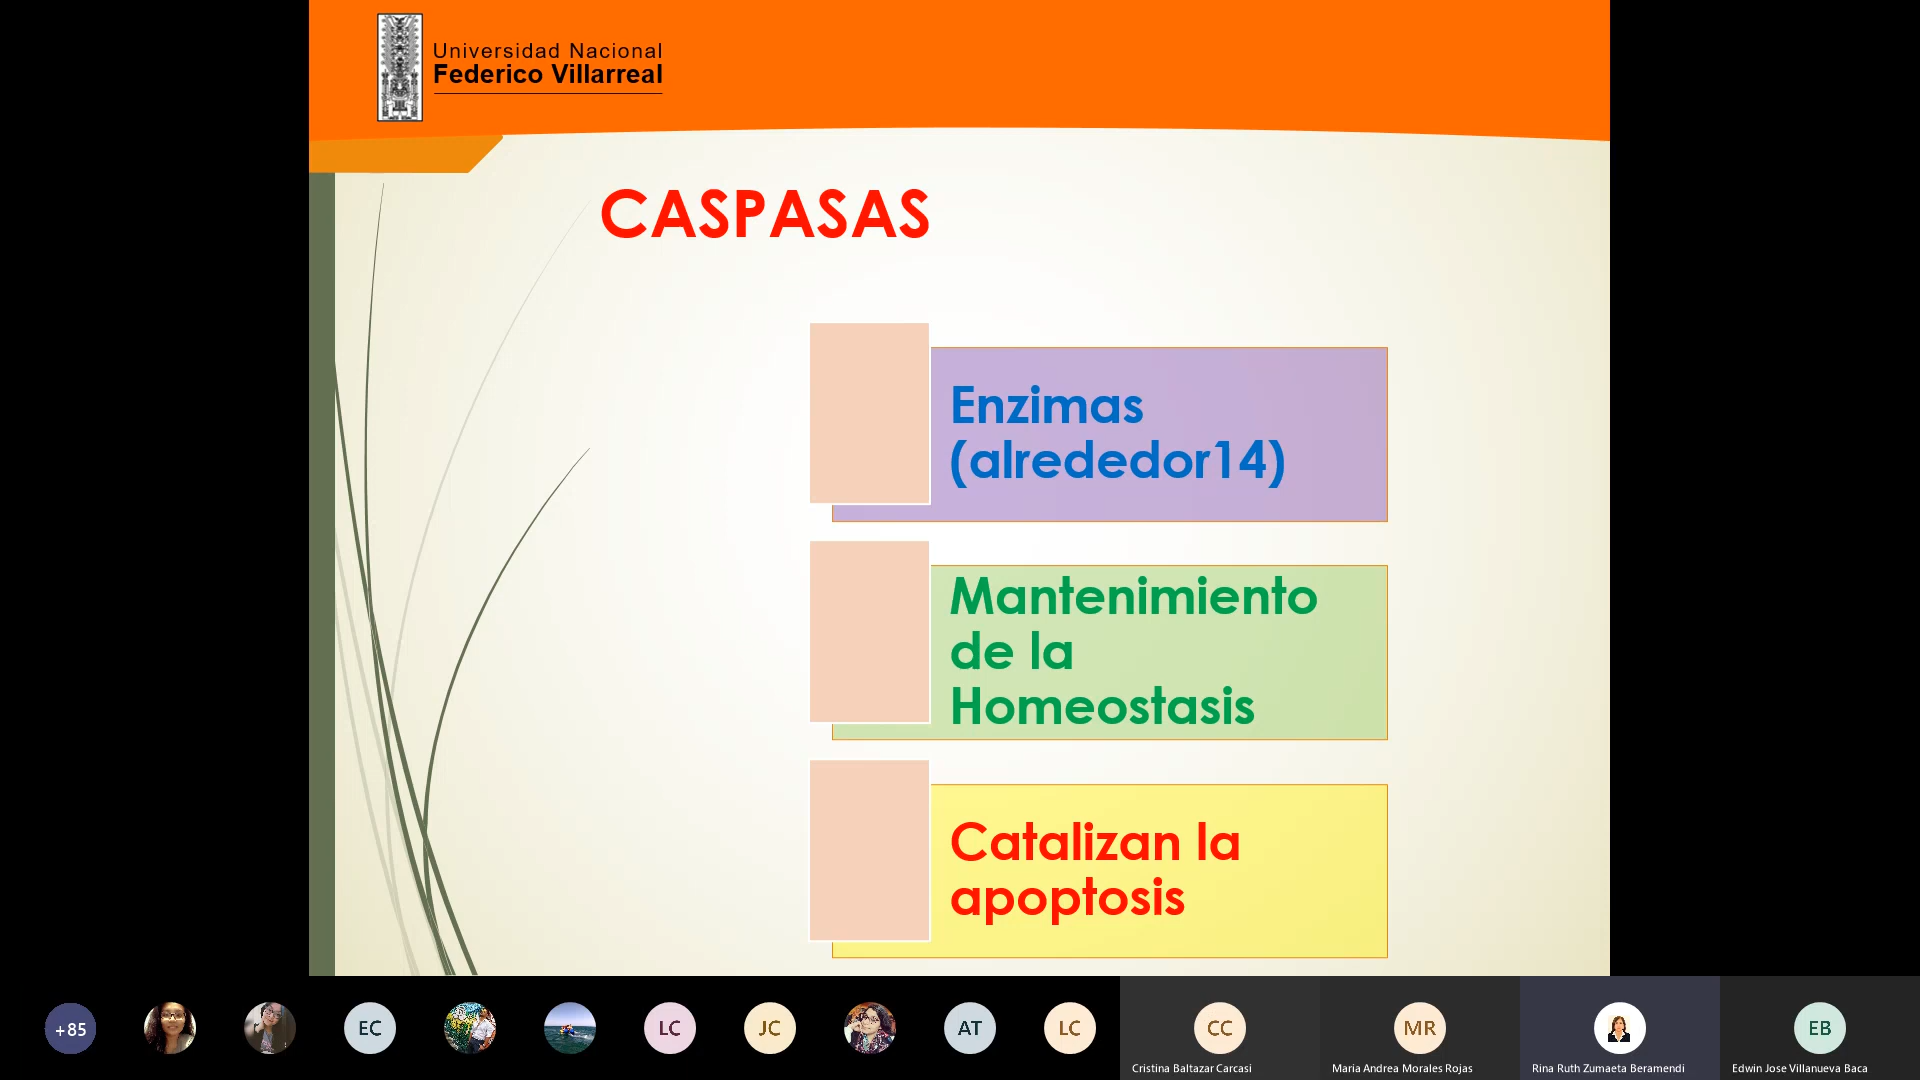 Universidad Nacional
Federico Villarreal
CASPASAS
Enzimas
(alrededor14)
Mantenimiento
de la
Homeostasis
Catalizan la
apoptosis
+85
EC
LC
JC
AT
LC
CC
MR
EB
Cristina Baltazar Carcasi
Maria Andrea Morales Rojas
Rina Ruth Zumaeta Beramendi
Edwin Jose Villanueva Baca